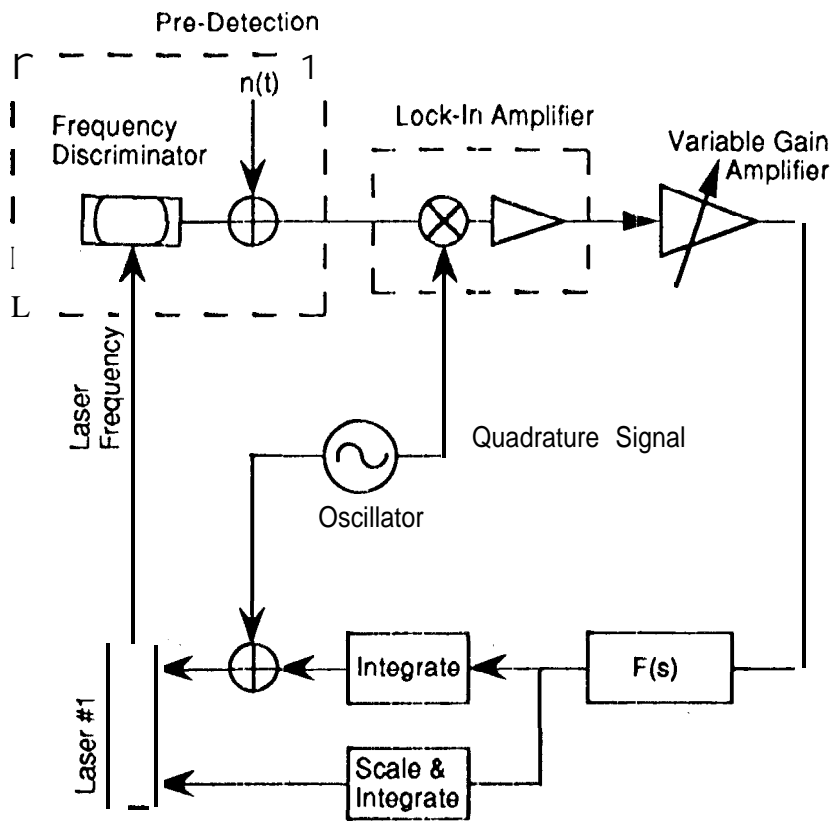 Pre-Detection
n(t)
Frequency
Discriminator
Lock-In Amplifier
Variable Gain
Amplifier
Laser
Frequency
Quadrature Signal
Oscillator
Laser #1
Integrate
F(s)
Scale &
Integrate